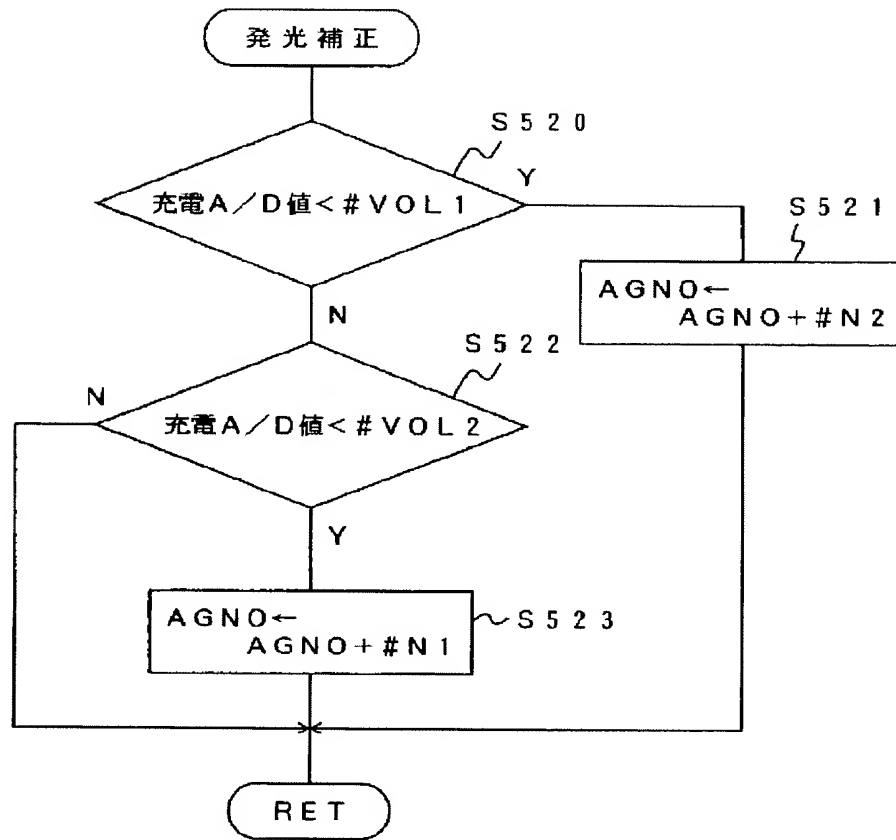 発光補正
S520
充電A／D値＜#VOL1
Y
S521
AGNO←
AGNO+#N2
N
S522
N
充電A／D値＜#VOL2
Y
AGNO←
AGNO+#N1
S523
RET